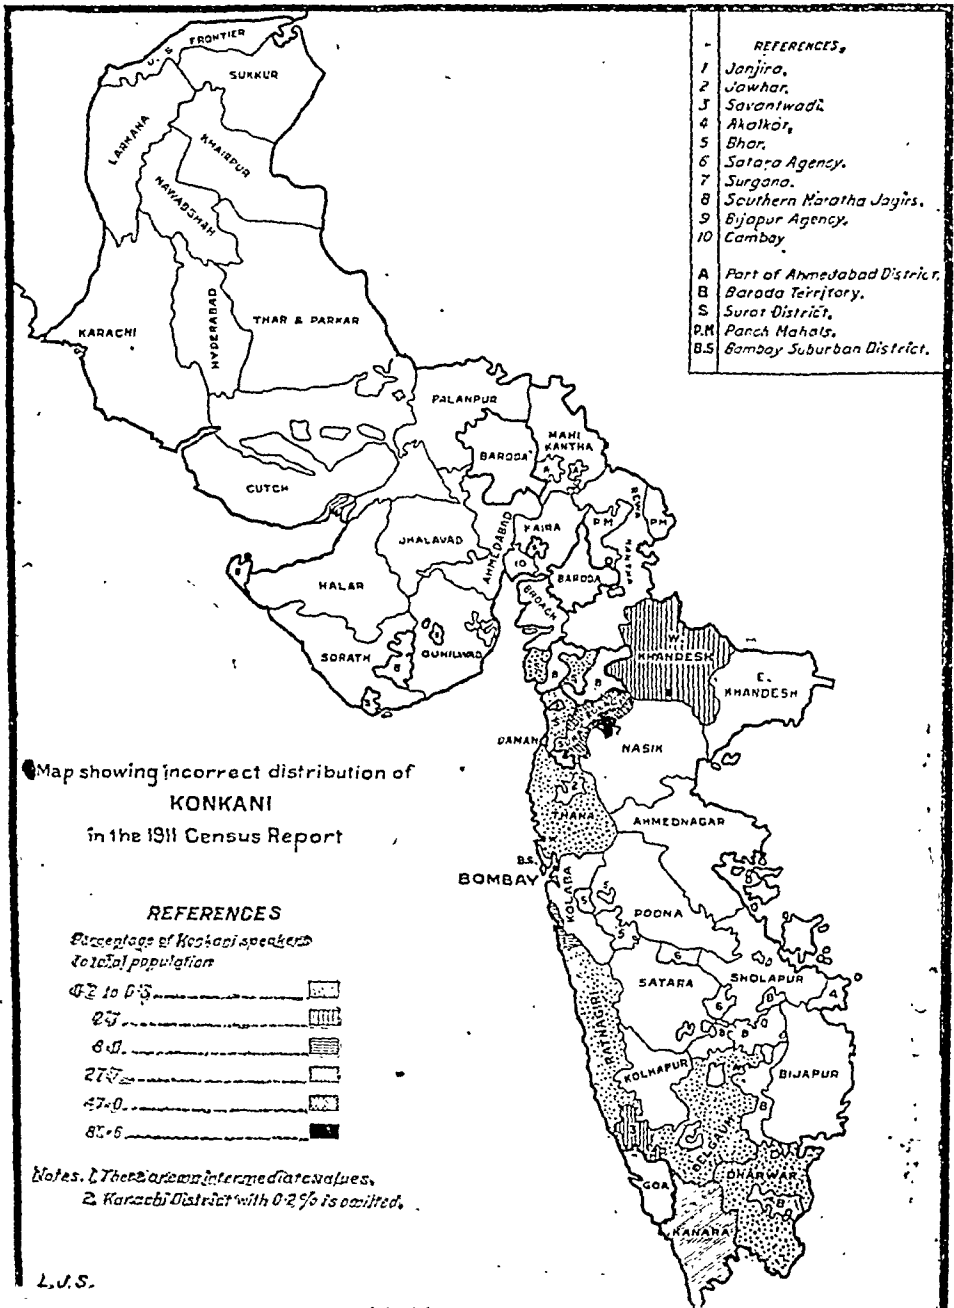 REFERENCES.
1 Janjira.
2 Jawhar.
3 Savantwadi.
4 Akalkot.
5 Bhor.
6 Satara Agency.
7 Surgana.
8 Southern Maratha Jagirs.
9 Bijapur Agency.
10 Cambay
A Part of Ahmedabad District.
B Baroda Territory.
S Surat District.
P.M Panch Mahals.
B.S Bombay Suburban District.
U.S FRONTIER
SUKKUR
LARKANA
KHAIRPUR
NAWABSHAH
KARACHI
HYDERABAD
THAR & PARKAR
PALANPUR
MAHI
KANTHA
BARODA
CUTCH
REWA
KANTHA
P.M
PM
KAIRA
JHALAVAD
AHMEDABAD
HALAR
10
BARODA
BROACH
SORATH
GOHILWAD
W.
KHANDESH
E.
KHANDESH
DAMAN
NASIK
THANA
AHMEDNAGAR
B.S.
BOMBAY
KOLABA
POONA
SATARA
SHOLAPUR
RATNAGIRI
KOLHAPUR
BIJAPUR
BELGAUM
GOA
DHARWAR
KANARA
Map showing incorrect distribution of
KONKANI
in the 1911 Census Report
REFERENCES
Percentage of Konkani speakers
to total population
0.2 to 0.5
8.0
47.0
Notes. 1. There are no intermediate values.
2. Karachi District with 0.2% is omitted.
L.J.S.